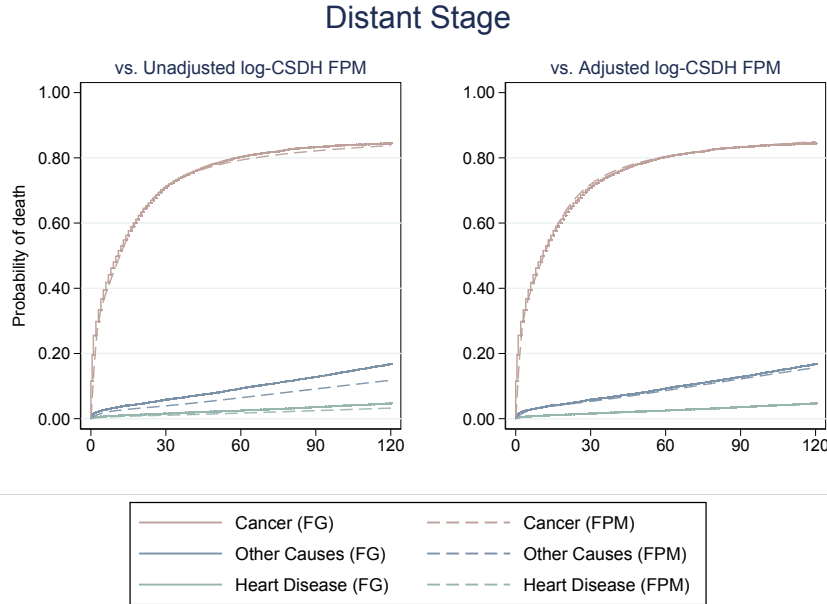 Distant Stage
vs. Unadjusted log-CSDH FPM
vs. Adjusted log-CSDH FPM
Probability of death
1.00
0.80
0.60
0.40
0.20
0.00
0 30 60 90 120
1.00
0.80
0.60
0.40
0.20
0.00
0 30 60 90 120
Cancer (FG) Cancer (FPM)
Other Causes (FG) Other Causes (FPM)
Heart Disease (FG) Heart Disease (FPM)